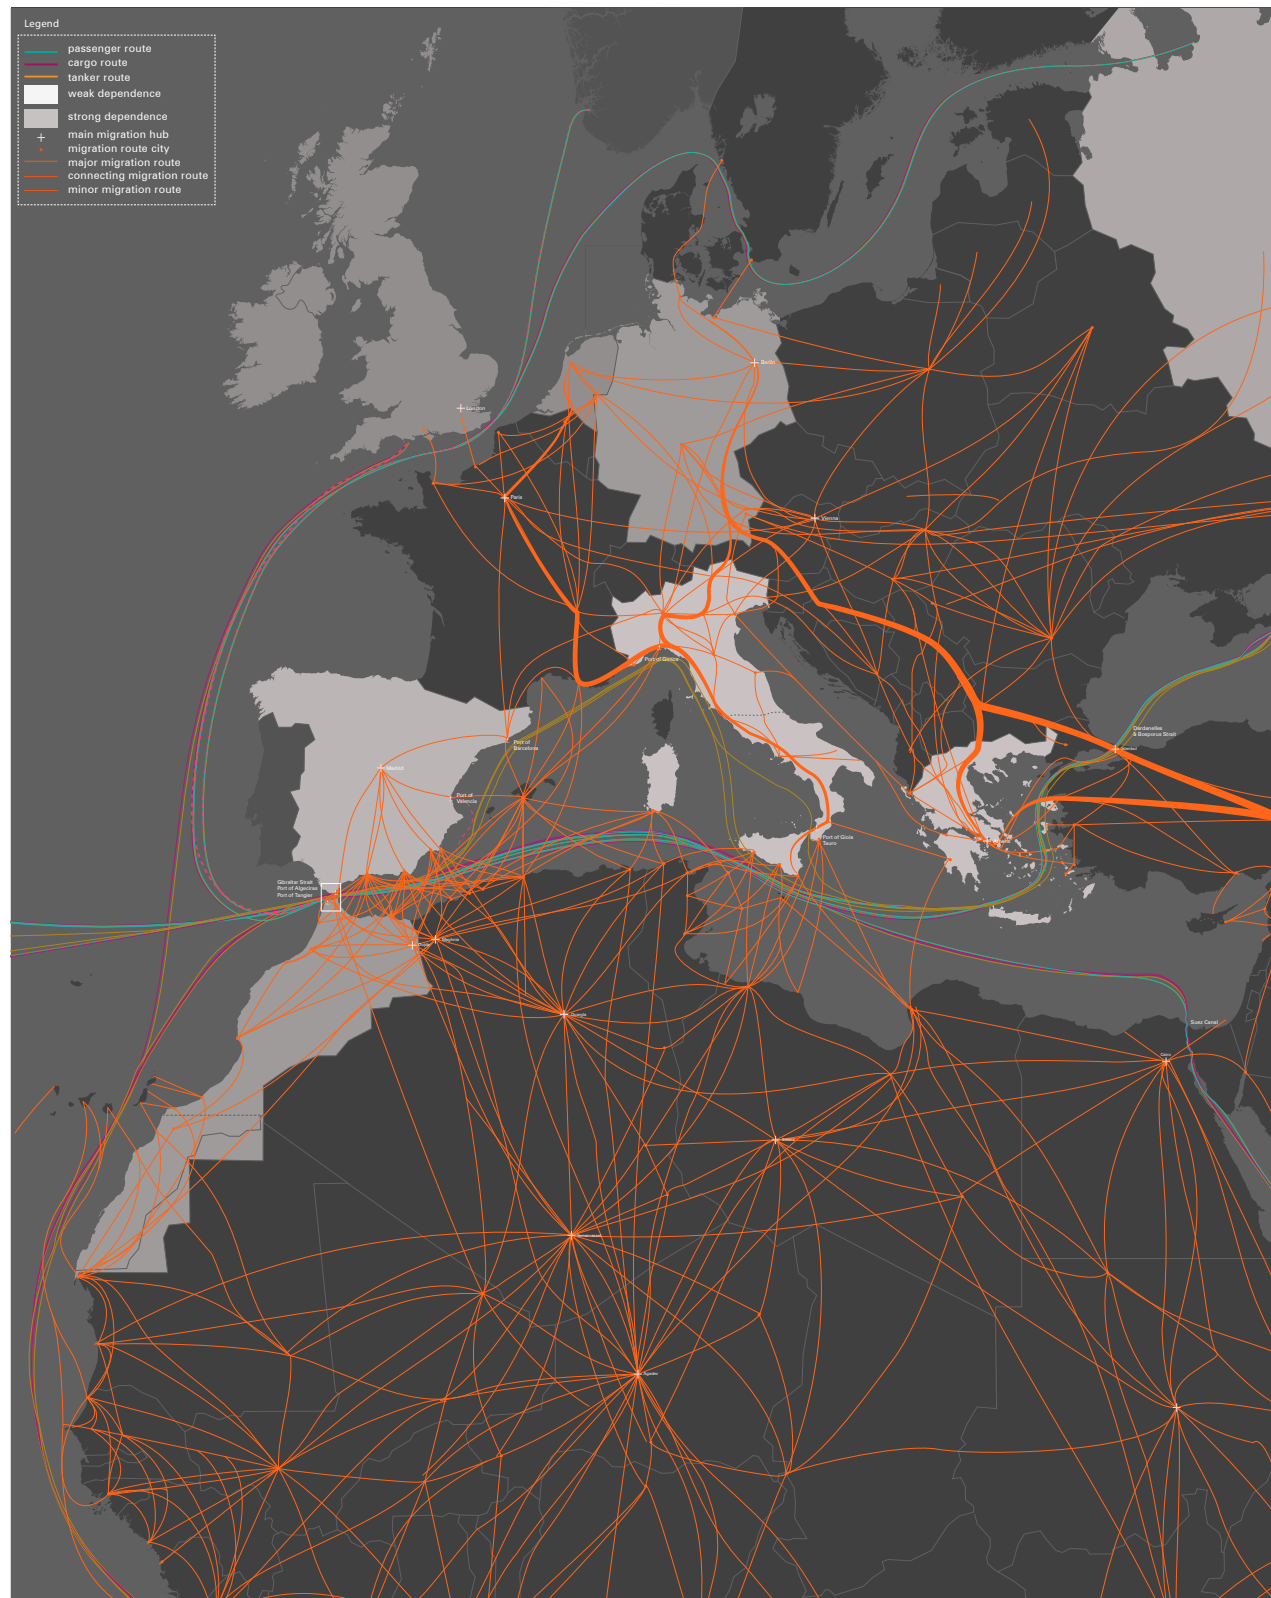 Legend
passenger route
cargo route
tanker route
weak dependence
strong dependence
main migration hub
migration route city
major migration route
connecting migration route
minor migration route
Berlin
London
Paris
Vienna
Port of Genoa
Dardanelles
& Bosporus Strait
Istanbul
Port of
Barcelona
Madrid
Port of
Valencia
Port of Gioia
Tauro
Gibraltar Strait
Port of Algeciras
Port of Tangier
Suez Canal
Cairo
Agadez